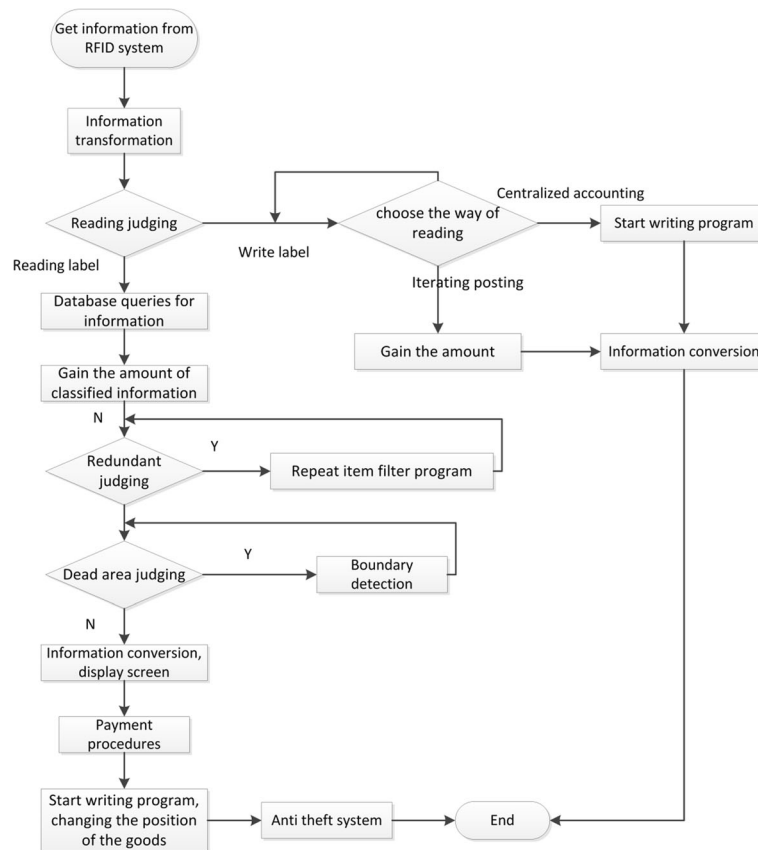 Get information from
RFID system
Information
transformation
Reading judging
Write label
choose the way of
reading
Centralized accounting
Start writing program
Reading label
Iterating posting
Database queries for
information
Gain the amount
Information conversion
Gain the amount of
classified information
N
Redundant
judging
Y
Repeat item filter program
Dead area judging
Y
Boundary
detection
N
Information conversion,
display screen
Payment
procedures
Start writing program,
changing the position
of the goods
Anti theft system
End